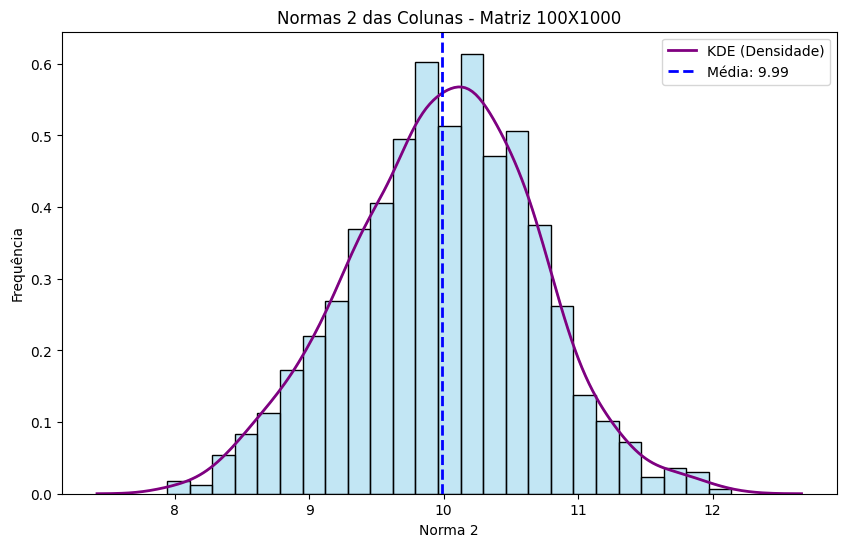 Normas 2 das Colunas - Matriz 100X1000
KDE (Densidade)
Média: 9.99
Frequência
0.6
0.5
0.4
0.3
0.2
0.1
0.0
8
9
10
11
12
Norma 2